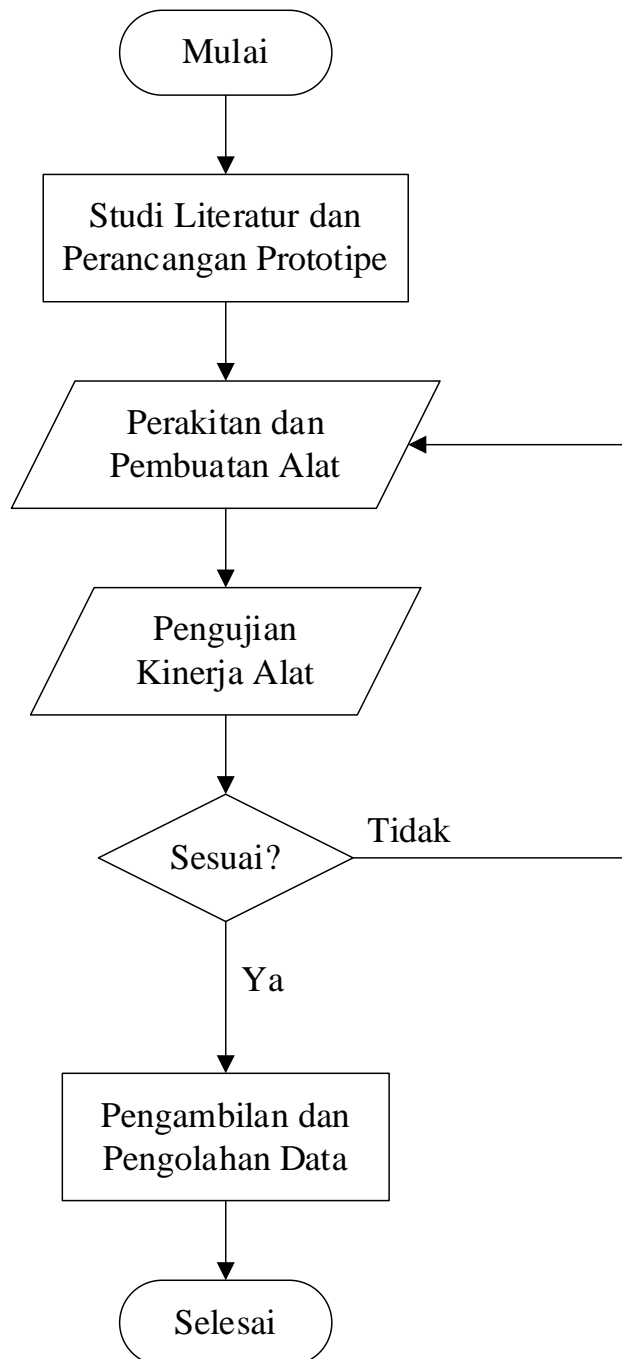 Mulai
Studi Literatur dan
Perancangan Prototipe
Perakitan dan
Pembuatan Alat
Pengujian
Kinerja Alat
Sesuai?
Tidak
Ya
Pengambilan dan
Pengolahan Data
Selesai